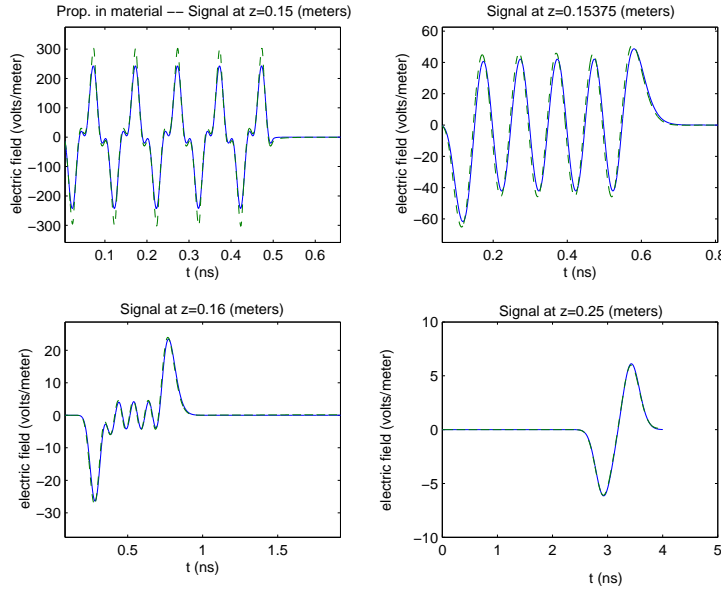 Prop. in material −− Signal at z=0.15 (meters)
300
200
100
0
−100
−200
−300
electric field (volts/meter)
0.1 0.2 0.3 0.4 0.5 0.6
t (ns)
Signal at z=0.15375 (meters)
60
40
20
0
−20
−40
−60
electric field (volts/meter)
0.2 0.4 0.6 0.8
t (ns)
Signal at z=0.16 (meters)
20
10
0
−10
−20
−30
electric field (volts/meter)
0.5 1 1.5
t (ns)
Signal at z=0.25 (meters)
10
5
0
−5
−10
electric field (volts/meter)
0 1 2 3 4 5
t (ns)